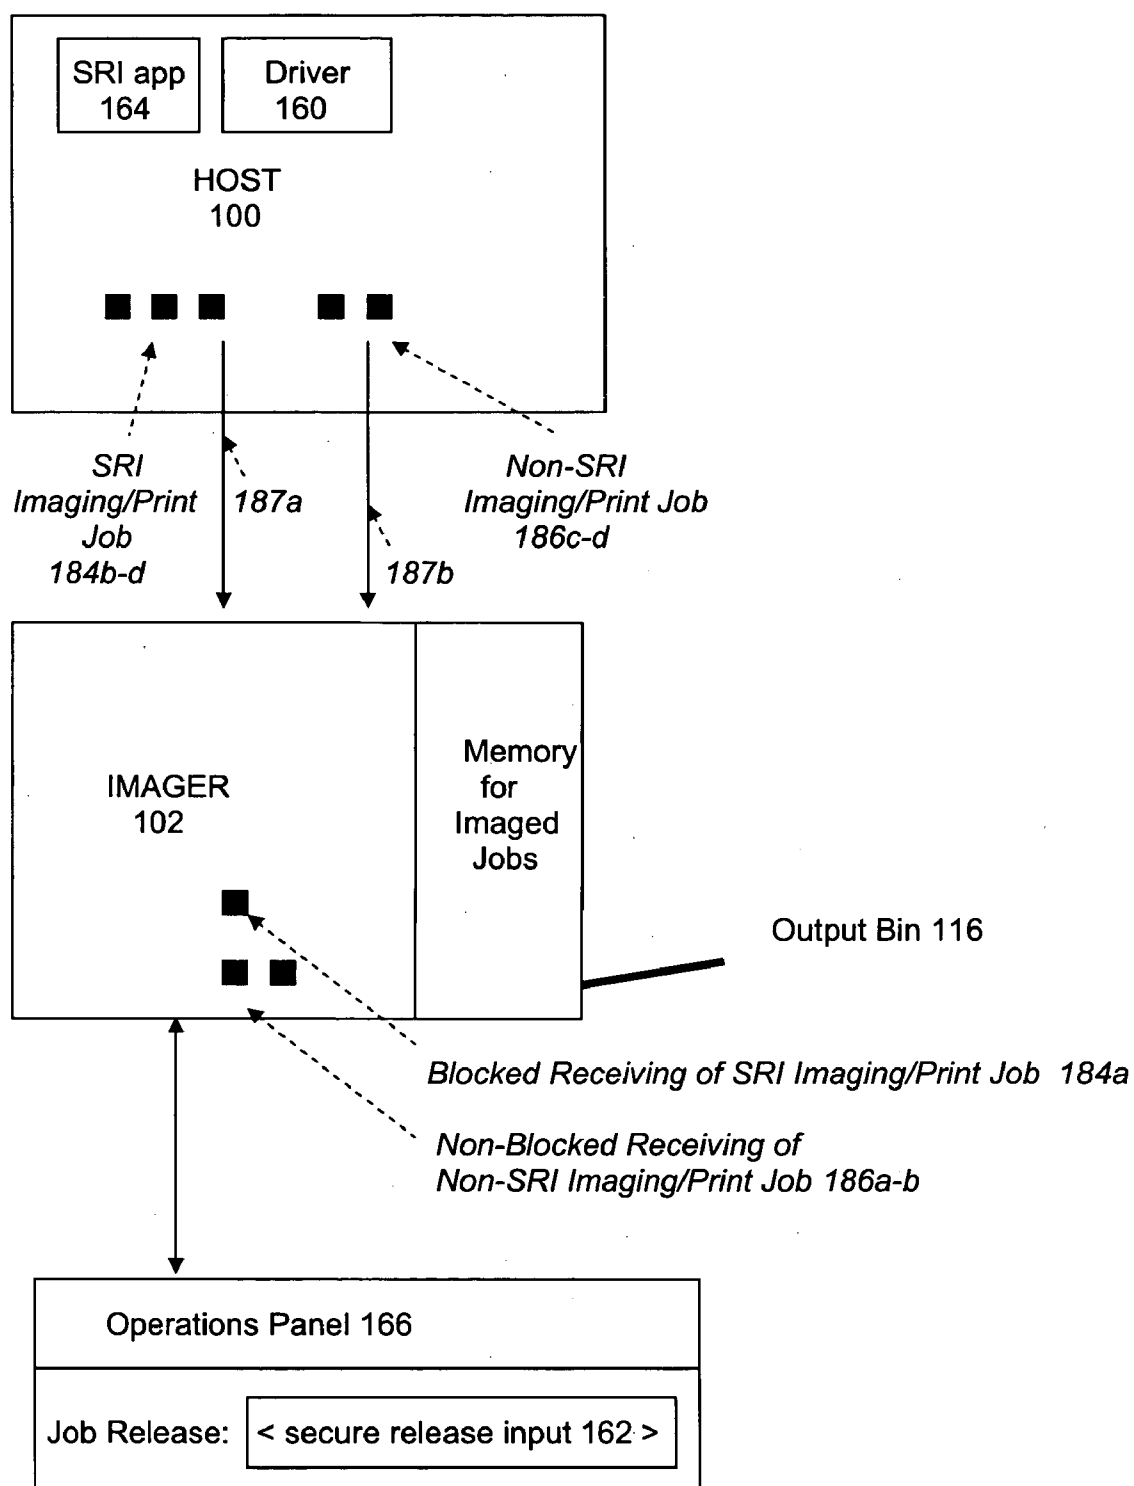 SRI app
164
Driver
160
HOST
100
SRI
Imaging/Print
Job
184b-d
187a
187b
Non-SRI
Imaging/Print Job
186c-d
IMAGER
102
Memory
for
Imaged
Jobs
Output Bin 116
Blocked Receiving of SRI Imaging/Print Job 184a
Non-Blocked Receiving of
Non-SRI Imaging/Print Job 186a-b
Operations Panel 166
Job Release: < secure release input 162 >